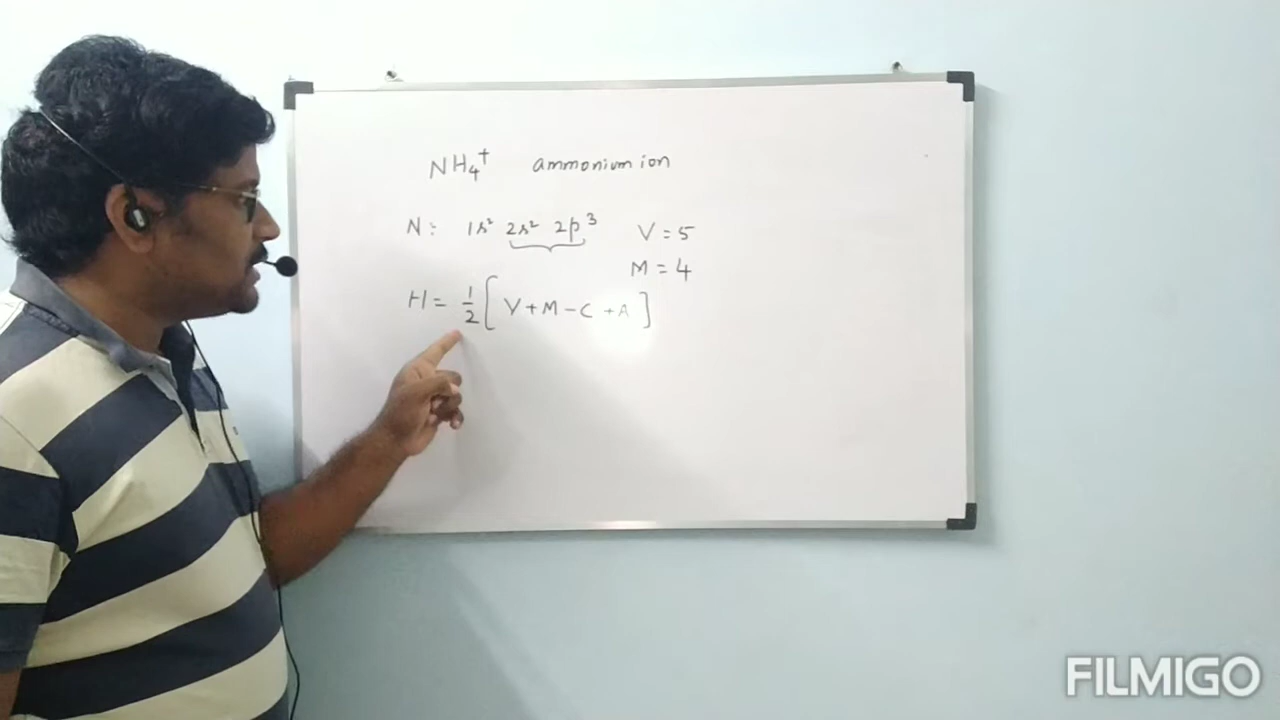 NH₄⁺ ammonium ion
N: 1s² 2s² 2p³ V = 5
M = 4
H = 1/2 [ V + M - C + A ]
FILMIGO